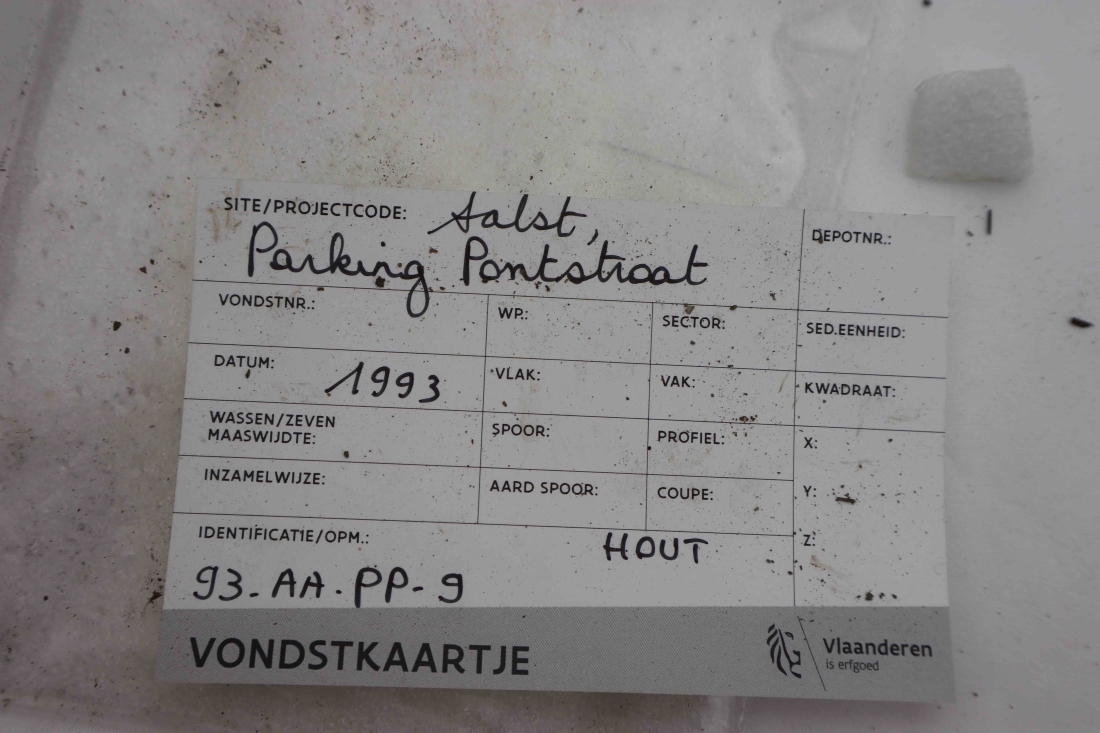 SITE/PROJECTCODE: Aalst,
Parking Pontstraat
DEPOTNR.:
VONDSTNR.:
WP.:
SECTOR:
SED.EENHEID:
DATUM: 1993
VLAK:
VAK:
KWADRAAT:
WASSEN/ZEVEN
MAASWIJDTE:
SPOOR:
PROFIEL:
X:
INZAMELWIJZE:
AARD SPOOR:
COUPE:
Y:
IDENTIFICATIE/OPM.: HOUT
Z:
93-AA.PP-9
VONDSTKAARTJE
Vlaanderen
is erfgoed